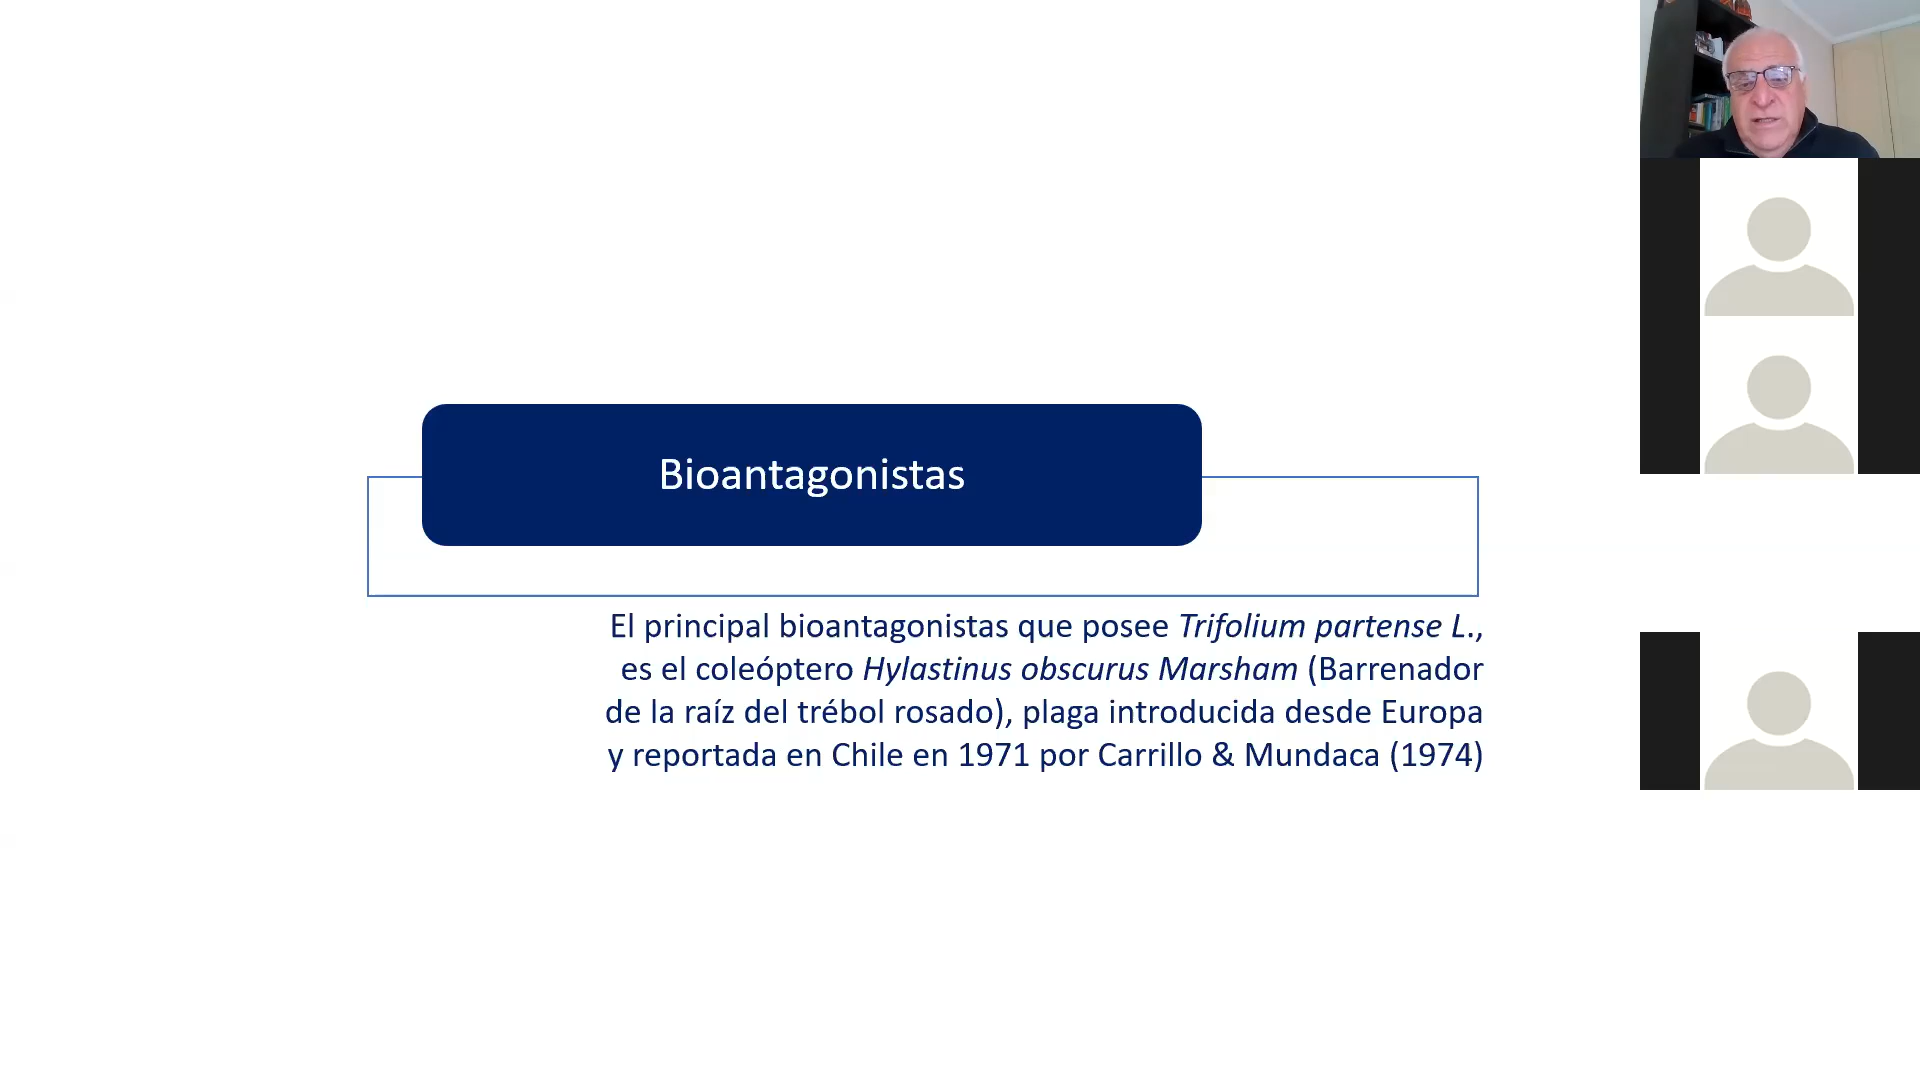 Bioantagonistas
El principal bioantagonistas que posee Trifolium partense L.,
es el coleóptero Hylastinus obscurus Marsham (Barrenador
de la raíz del trébol rosado), plaga introducida desde Europa
y reportada en Chile en 1971 por Carrillo & Mundaca (1974)